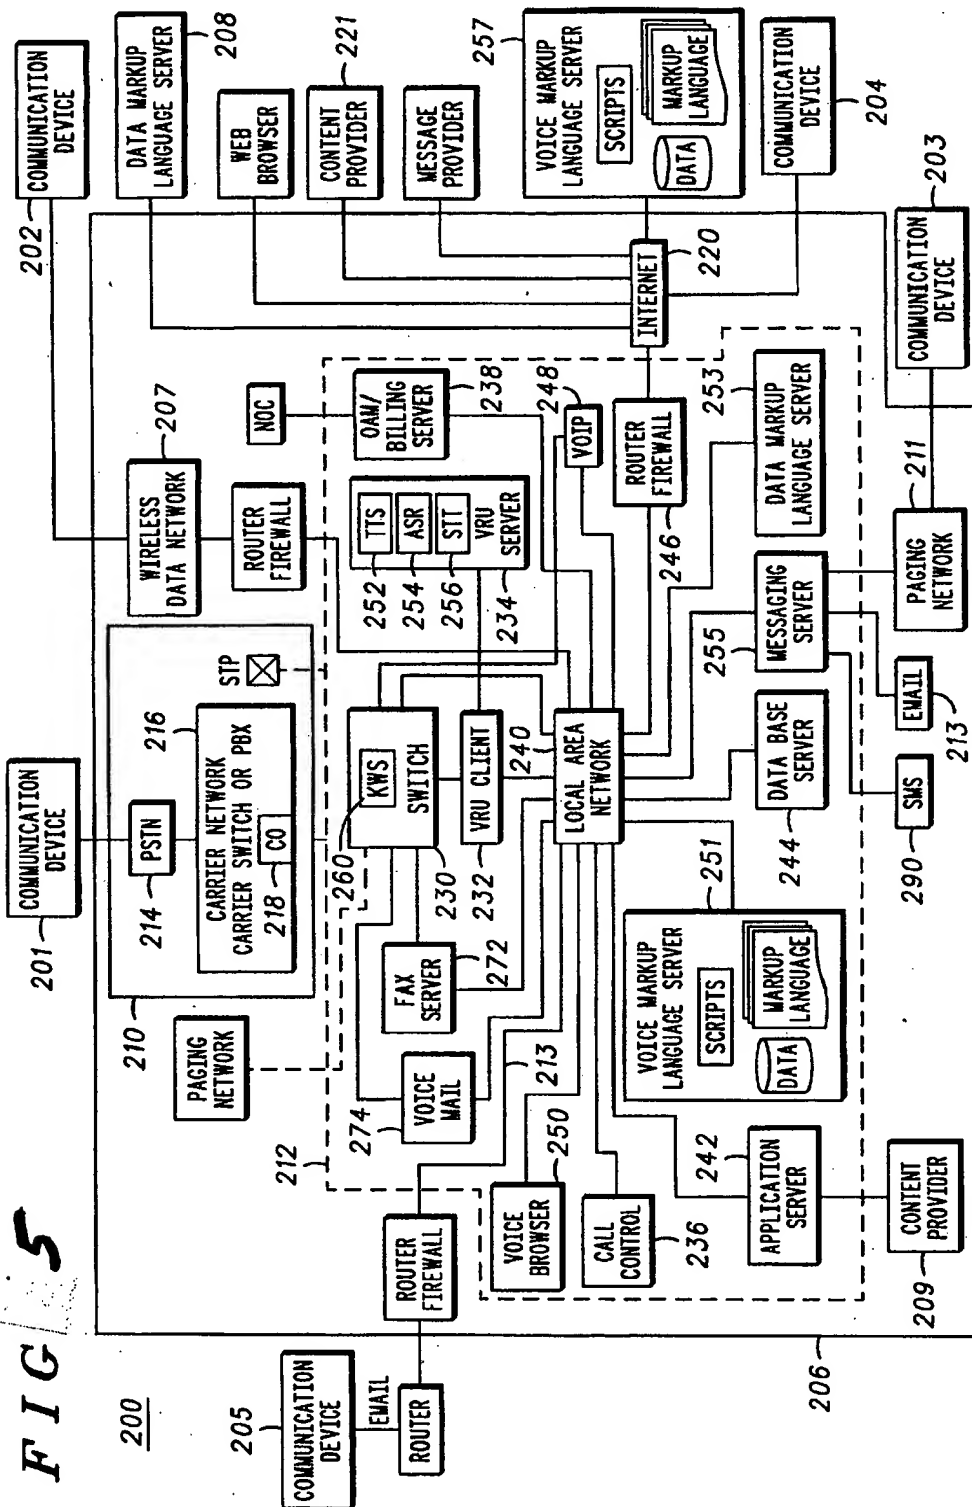 FIG 5
200
COMMUNICATION
DEVICE
201
COMMUNICATION
DEVICE
202
DATA MARKUP
LANGUAGE SERVER
208
WEB
BROWSER
CONTENT
PROVIDER
221
MESSAGE
PROVIDER
257
VOICE MARKUP
LANGUAGE SERVER
SCRIPTS
DATA
MARKUP
LANGUAGE
COMMUNICATION
DEVICE
204
210
PSTN
214
216
CARRIER NETWORK
CARRIER SWITCH OR PBX
218
CO
STP
WIRELESS
DATA NETWORK
207
ROUTER
FIREWALL
NOC
INTERNET
220
COMMUNICATION
DEVICE
203
PAGING
NETWORK
212
260
KWS
SWITCH
230
TTS
252
ASR
254
STT
256
VRU
SERVER
234
OAM/
BILLING
SERVER
238
VOIP
248
ROUTER
FIREWALL
246
FAX
SERVER
272
VRU CLIENT
232
240
LOCAL AREA
NETWORK
VOICE
MAIL
274
213
ROUTER
FIREWALL
COMMUNICATION
DEVICE
205
EMAIL
ROUTER
VOICE
BROWSER
250
CALL
CONTROL
236
242
APPLICATION
SERVER
VOICE MARKUP
LANGUAGE SERVER
251
SCRIPTS
DATA
MARKUP
LANGUAGE
DATA BASE
SERVER
244
255
MESSAGING
SERVER
DATA MARKUP
LANGUAGE SERVER
253
PAGING
NETWORK
211
EMAIL
213
SMS
290
CONTENT
PROVIDER
209
206